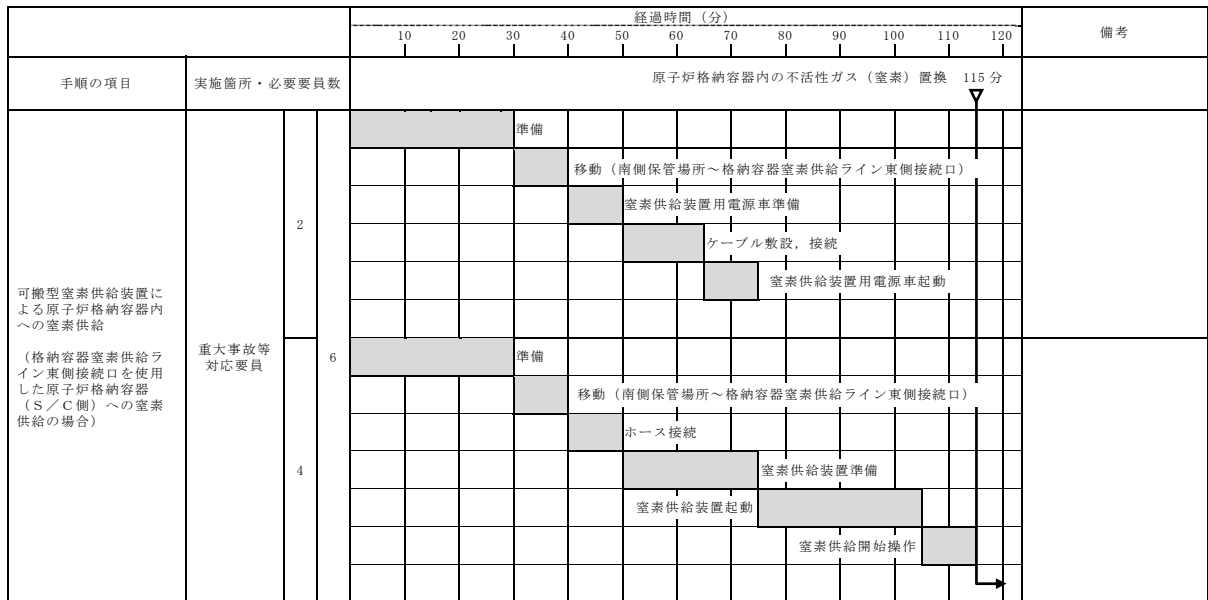 経過時間（分）
備考
10 20 30 40 50 60 70 80 90 100 110 120
手順の項目
実施箇所・必要要員数
原子炉格納容器内の不活性ガス（窒素）置換 115分
可搬型窒素供給装置に
よる原子炉格納容器内
への窒素供給
（格納容器窒素供給ラ
イン東側接続口を使用
した原子炉格納容器
（Ｓ／Ｃ側）への窒素
供給の場合）
重大事故等
対応要員
6
2
準備
移動（南側保管場所～格納容器窒素供給ライン東側接続口）
窒素供給装置用電源車準備
ケーブル敷設，接続
窒素供給装置用電源車起動
4
準備
移動（南側保管場所～格納容器窒素供給ライン東側接続口）
ホース接続
窒素供給装置準備
窒素供給装置起動
窒素供給開始操作